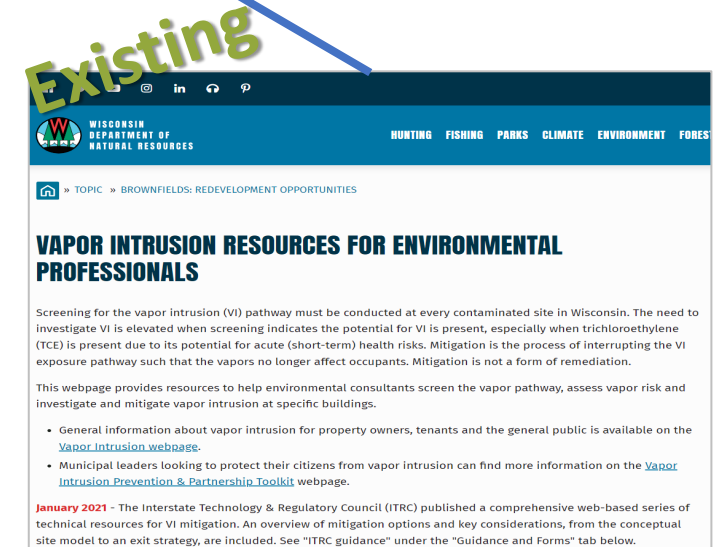 Existing
WISCONSIN
DEPARTMENT OF
NATURAL RESOURCES
HUNTING FISHING PARKS CLIMATE ENVIRONMENT FOREST
» TOPIC » BROWNFIELDS: REDEVELOPMENT OPPORTUNITIES
VAPOR INTRUSION RESOURCES FOR ENVIRONMENTAL
PROFESSIONALS
Screening for the vapor intrusion (VI) pathway must be conducted at every contaminated site in Wisconsin. The need to
investigate VI is elevated when screening indicates the potential for VI is present, especially when trichloroethylene
(TCE) is present due to its potential for acute (short-term) health risks. Mitigation is the process of interrupting the VI
exposure pathway such that the vapors no longer affect occupants. Mitigation is not a form of remediation.
This webpage provides resources to help environmental consultants screen the vapor pathway, assess vapor risk and
investigate and mitigate vapor intrusion at specific buildings.
• General information about vapor intrusion for property owners, tenants and the general public is available on the
Vapor Intrusion webpage.
• Municipal leaders looking to protect their citizens from vapor intrusion can find more information on the Vapor
Intrusion Prevention & Partnership Toolkit webpage.
January 2021 - The Interstate Technology & Regulatory Council (ITRC) published a comprehensive web-based series of
technical resources for VI mitigation. An overview of mitigation options and key considerations, from the conceptual
site model to an exit strategy, are included. See "ITRC guidance" under the "Guidance and Forms" tab below.